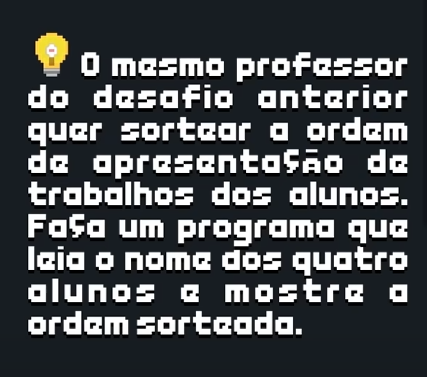 O mesmo professor
do desafio anterior
quer sortear a ordem
de apresentação de
trabalhos dos alunos.
Faça um programa que
leia o nome dos quatro
alunos e mostre a
ordem sorteada.